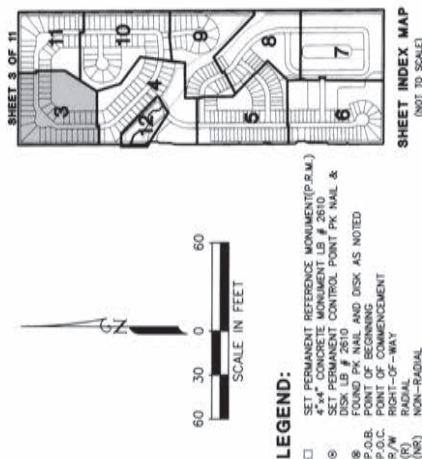 SHEET 3 OF 11
3
11
10
4
9
12
8
5
7
6
SHEET INDEX MAP
(NOT TO SCALE)
N
60 30 0 60
SCALE IN FEET
LEGEND:
□ SET PERMANENT REFERENCE MONUMENT(P.R.M.)
4"x4" CONCRETE MONUMENT LB # 2610
SET PERMANENT CONTROL POINT PK NAIL &
DISK LB # 2610
FOUND PK NAIL AND DISK AS NOTED
P.O.B. POINT OF BEGINNING
P.O.C. POINT OF COMMENCEMENT
R/W RIGHT-OF-WAY
(R) RADIAL
(NR) NON-RADIAL